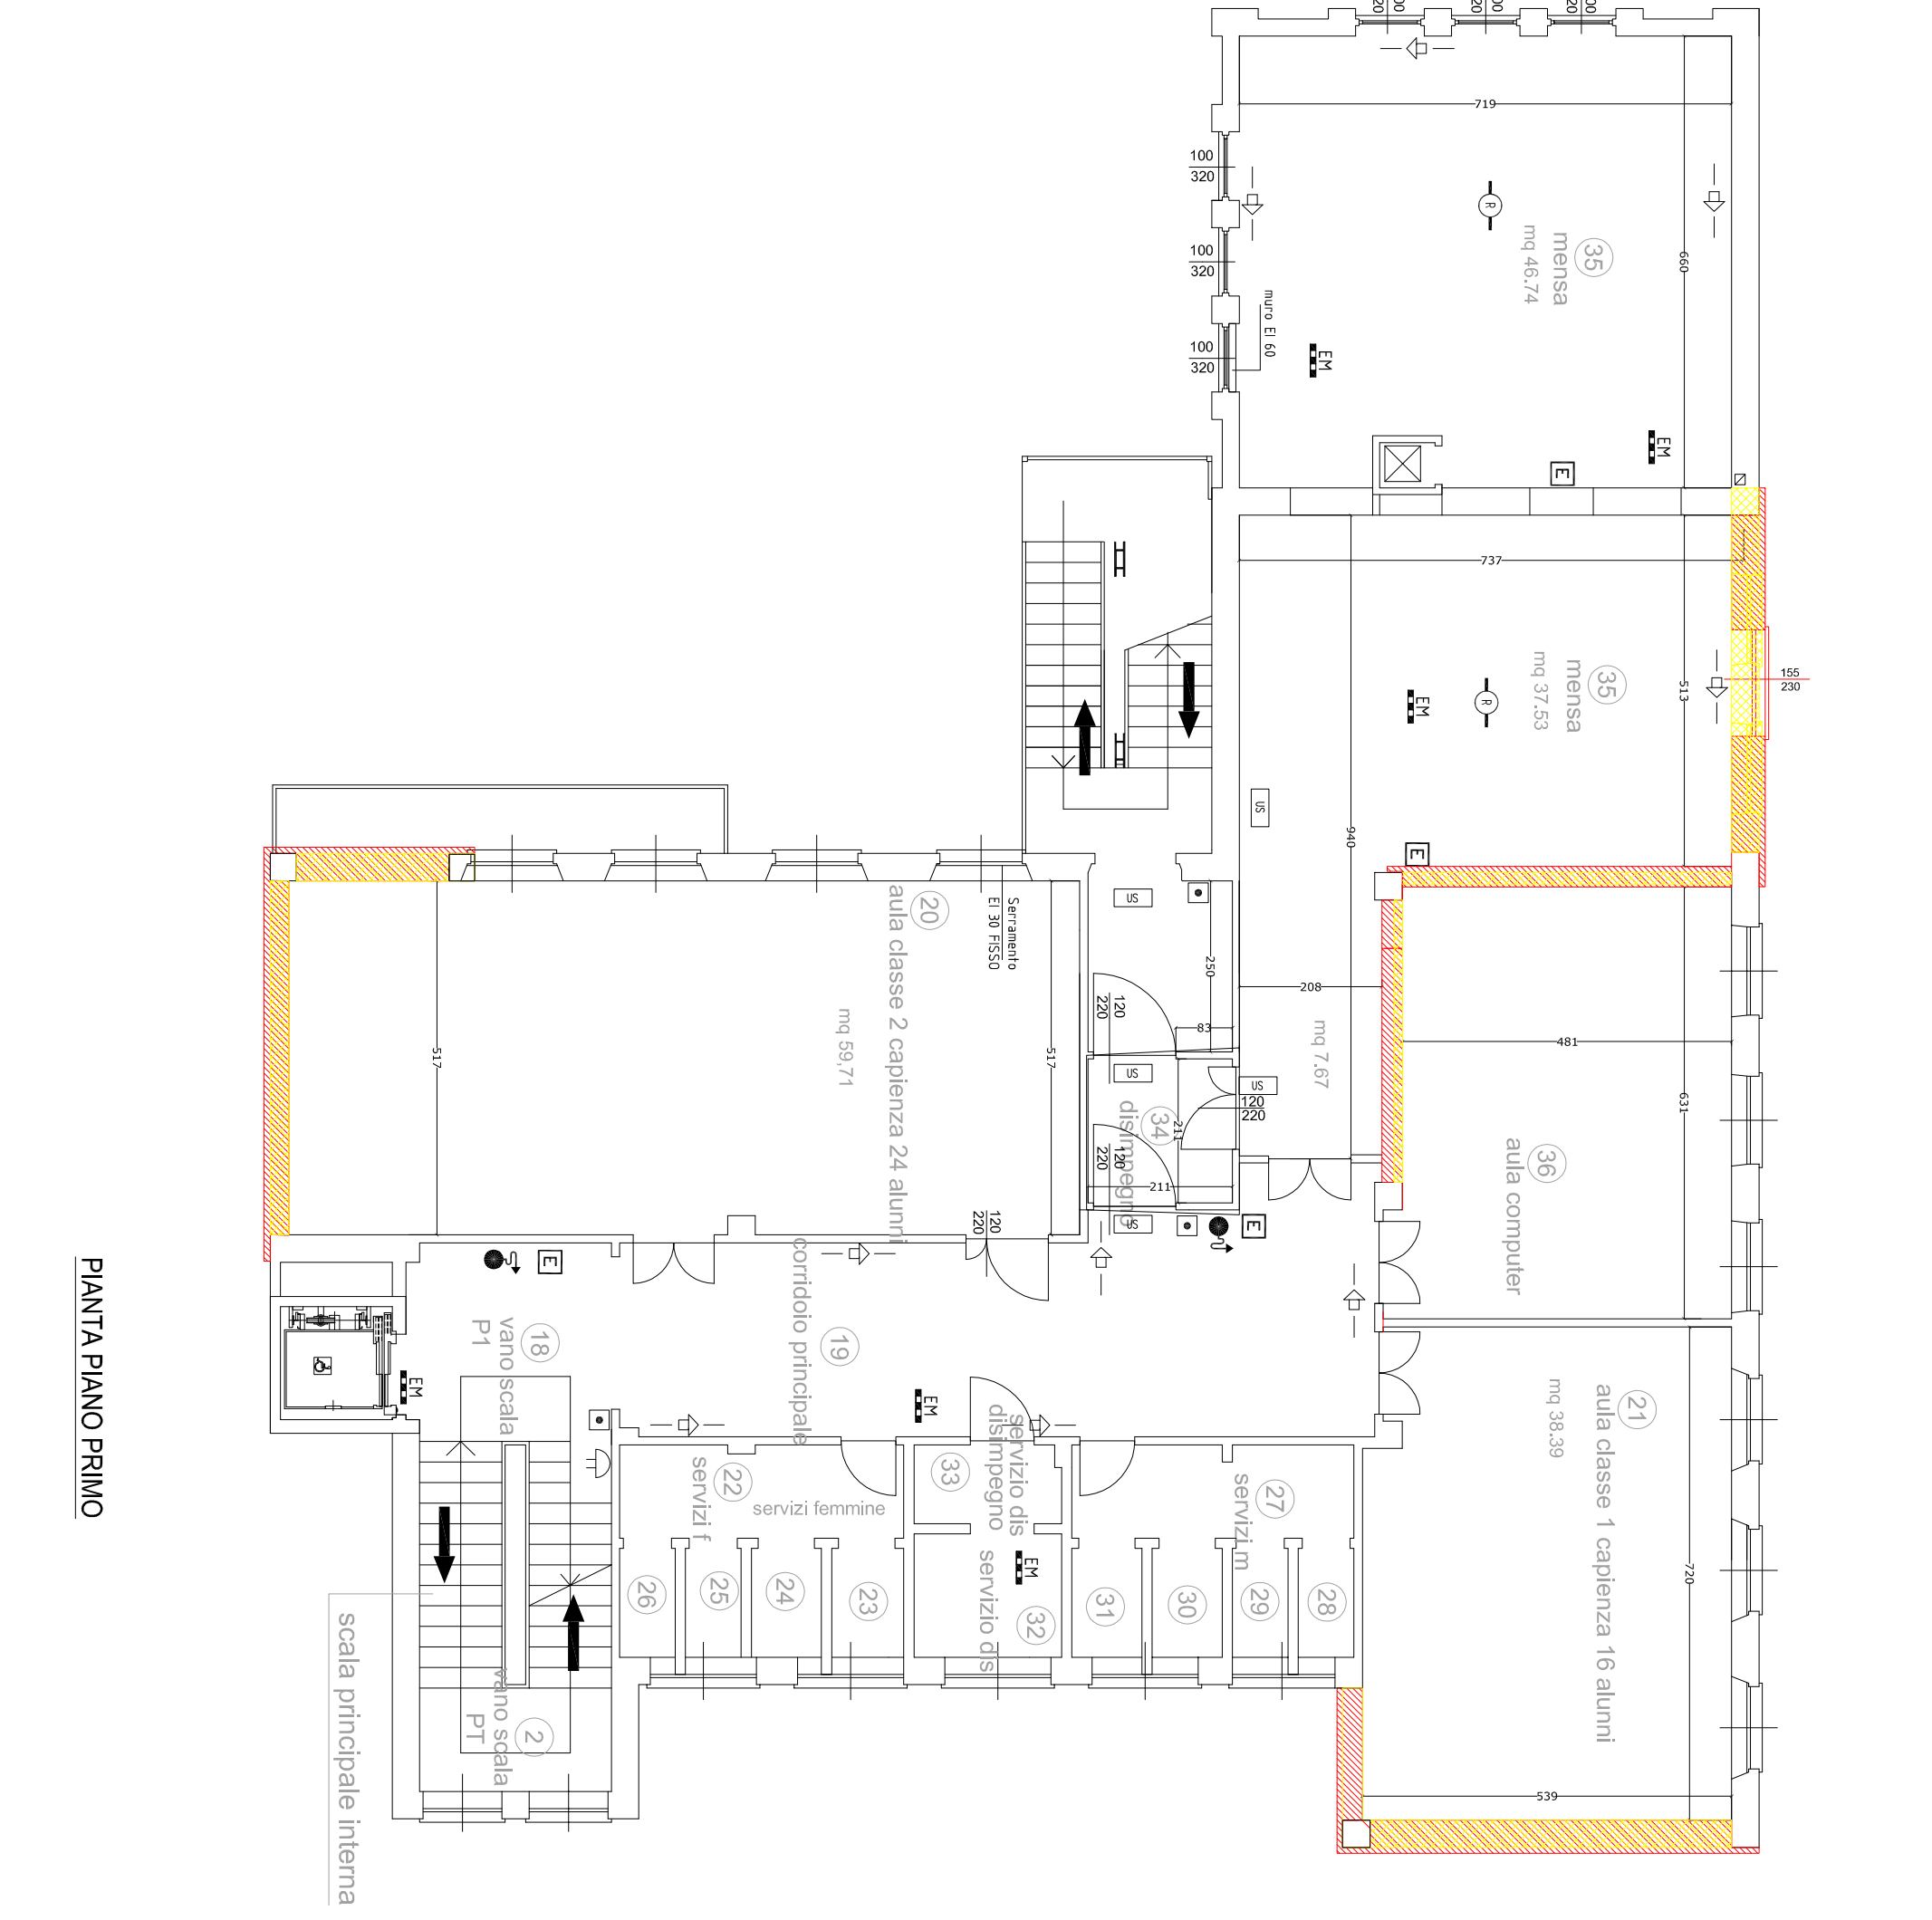 PIANTA PIANO PRIMO
719
100
320
100
320
100
320
muro EI 60
R
35
mensa
mq 46.74
660
EM
EM
E
737
R
35
mensa
mq 37.53
513
EM
155
230
US
940
E
20
aula classe 2 capienza 24 alunni
mq 59,71
Serramento
EI 30 FISSO
517
517
US
250
120
220
83
208
mq 7.67
481
631
US
US
120
220
34
disimpegno
211
120
220
211
US
E
36
aula computer
120
220
E
18
vano scala
P1
EM
19
corridoio principale
EM
servizio dis
disimpegno
33
22
servizi f
servizi femmine
27
servizi m
21
aula classe 1 capienza 16 alunni
mq 38.39
720
539
26
25
24
23
EM
servizio dis
32
31
30
29
28
2
vano scala
PT
scala principale interna